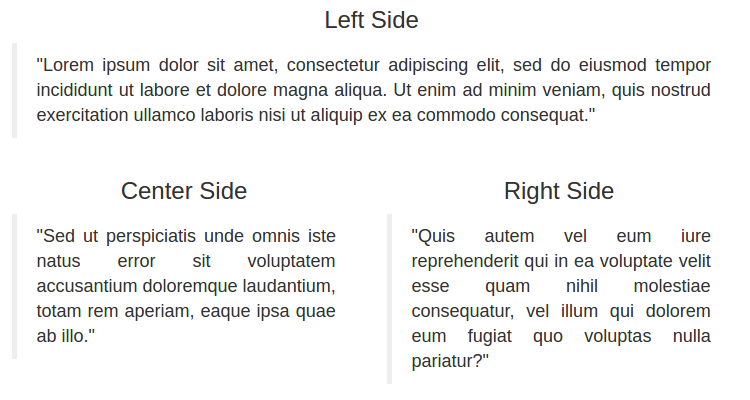 Left Side
"Lorem ipsum dolor sit amet, consectetur adipiscing elit, sed do eiusmod tempor
incididunt ut labore et dolore magna aliqua. Ut enim ad minim veniam, quis nostrud
exercitation ullamco laboris nisi ut aliquip ex ea commodo consequat."
Center Side
"Sed ut perspiciatis unde omnis iste
natus error sit voluptatem
accusantium doloremque laudantium,
totam rem aperiam, eaque ipsa quae
ab illo."
Right Side
"Quis autem vel eum iure
reprehenderit qui in ea voluptate velit
esse quam nihil molestiae
consequatur, vel illum qui dolorem
eum fugiat quo voluptas nulla
pariatur?"